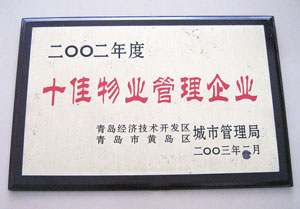 二〇〇二年度
十佳物业管理企业
青岛经济技术开发区
青岛市黄岛区
城市管理局
二〇〇三年二月